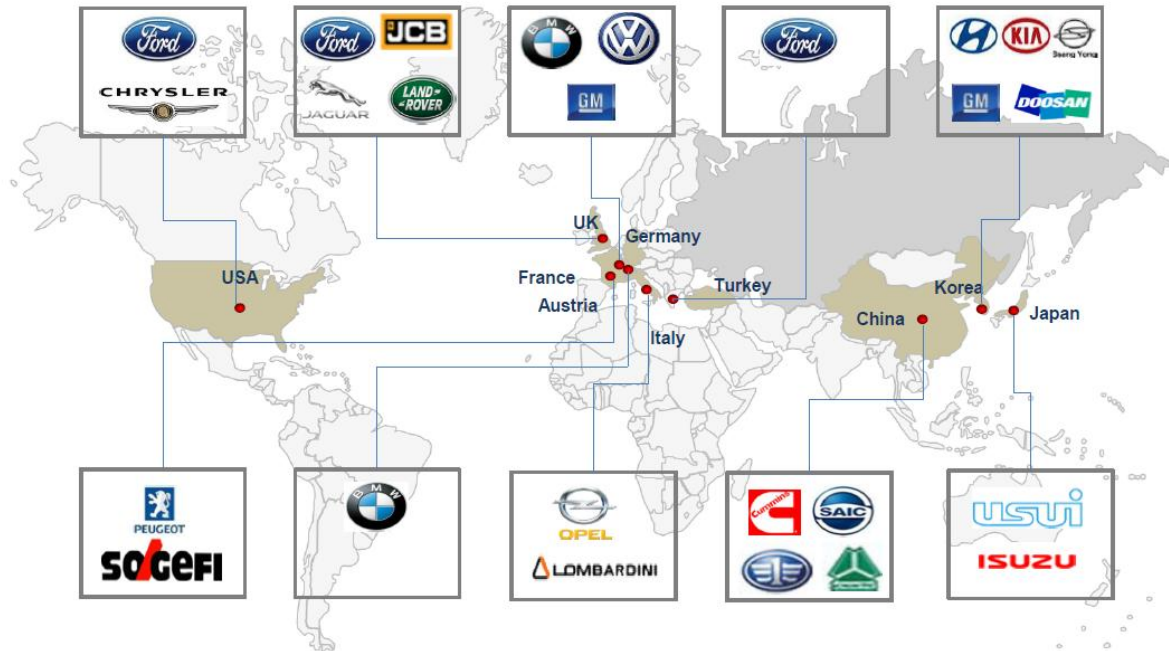 Ford
CHRYSLER
Ford
JCB
JAGUAR
LAND-
-ROVER
BMW
GM
Ford
KIA
Ssang Yong
GM
DOOSAN
UK
Germany
USA
France
Austria
Turkey
Italy
Korea
China
Japan
PEUGEOT
SOGEFI
BMW
OPEL
LOMBARDINI
Cummins
SAIC
usui
ISUZU